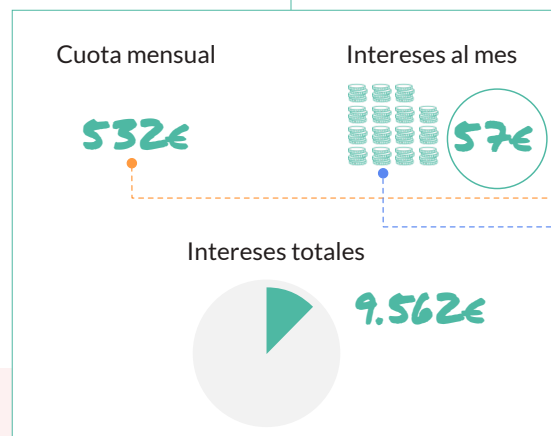 Cuota mensual
532€
Intereses al mes
57€
Intereses totales
9.562€